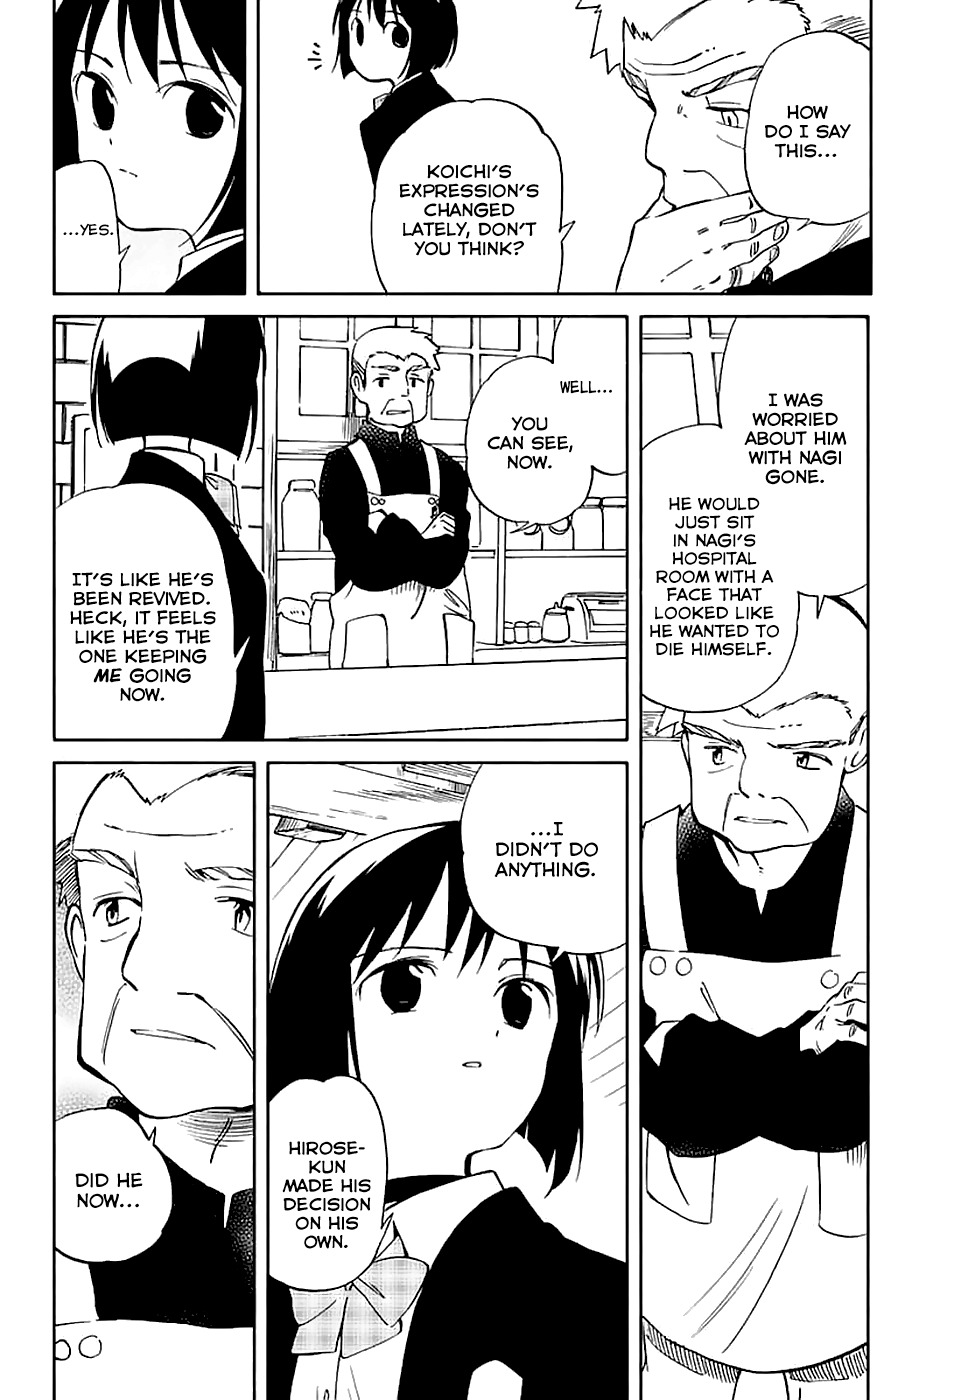 HOW
DO I SAY
THIS...
KOICHI'S
EXPRESSION'S
CHANGED
LATELY, DON'T
YOU THINK?
...YES.
I WAS
WORRIED
ABOUT HIM
WITH NAGI
GONE.
HE WOULD
JUST SIT
IN NAGI'S
HOSPITAL
ROOM WITH A
FACE THAT
LOOKED LIKE
HE WANTED TO
DIE HIMSELF.
WELL...
YOU
CAN SEE,
NOW.
IT'S LIKE HE'S
BEEN REVIVED.
HECK, IT FEELS
LIKE HE'S THE
ONE KEEPING
ME GOING
NOW.
...I
DIDN'T DO
ANYTHING.
HIROSE-
KUN
MADE HIS
DECISION
ON HIS
OWN.
DID HE
NOW...